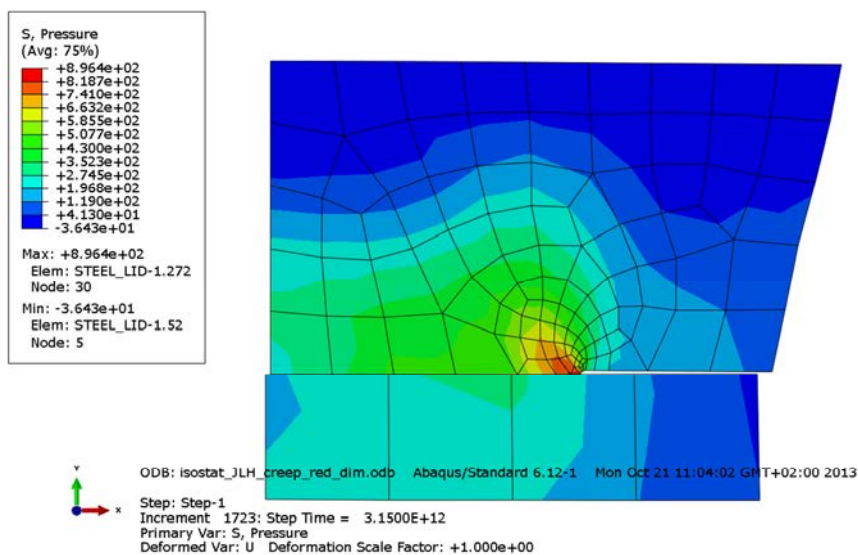 S, Pressure
(Avg: 75%)
+8.964e+02
+8.187e+02
+7.410e+02
+6.632e+02
+5.855e+02
+5.077e+02
+4.300e+02
+3.523e+02
+2.745e+02
+1.968e+02
+1.190e+02
+4.130e+01
-3.643e+01
Max: +8.964e+02
Elem: STEEL_LID-1.272
Node: 30
Min: -3.643e+01
Elem: STEEL_LID-1.52
Node: 5
Y
X
ODB: isostat_JLH_creep_red_dim.odb Abaqus/Standard 6.12-1 Mon Oct 21 11:04:02 GMT+02:00 2013
Step: Step-1
Increment 1723: Step Time = 3.1500E+12
Primary Var: S, Pressure
Deformed Var: U Deformation Scale Factor: +1.000e+00